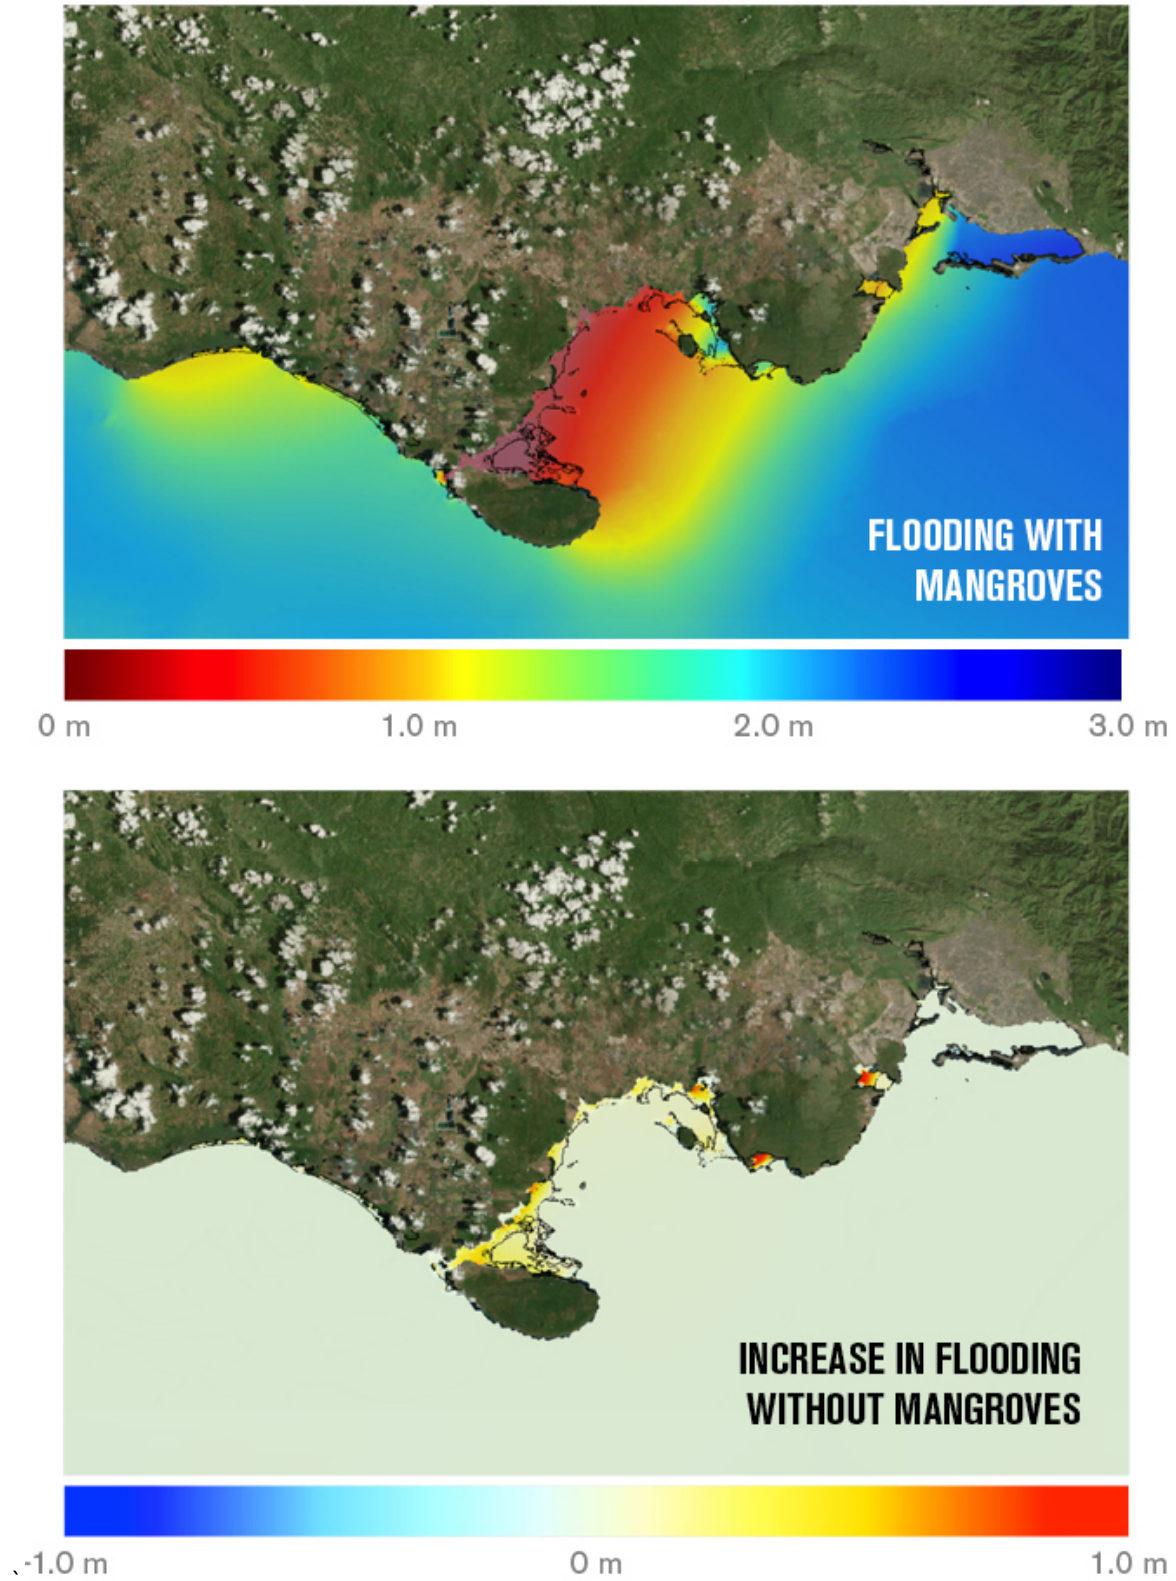 FLOODING WITH
MANGROVES
0 m 1.0 m 2.0 m 3.0 m
INCREASE IN FLOODING
WITHOUT MANGROVES
-1.0 m 0 m 1.0 m